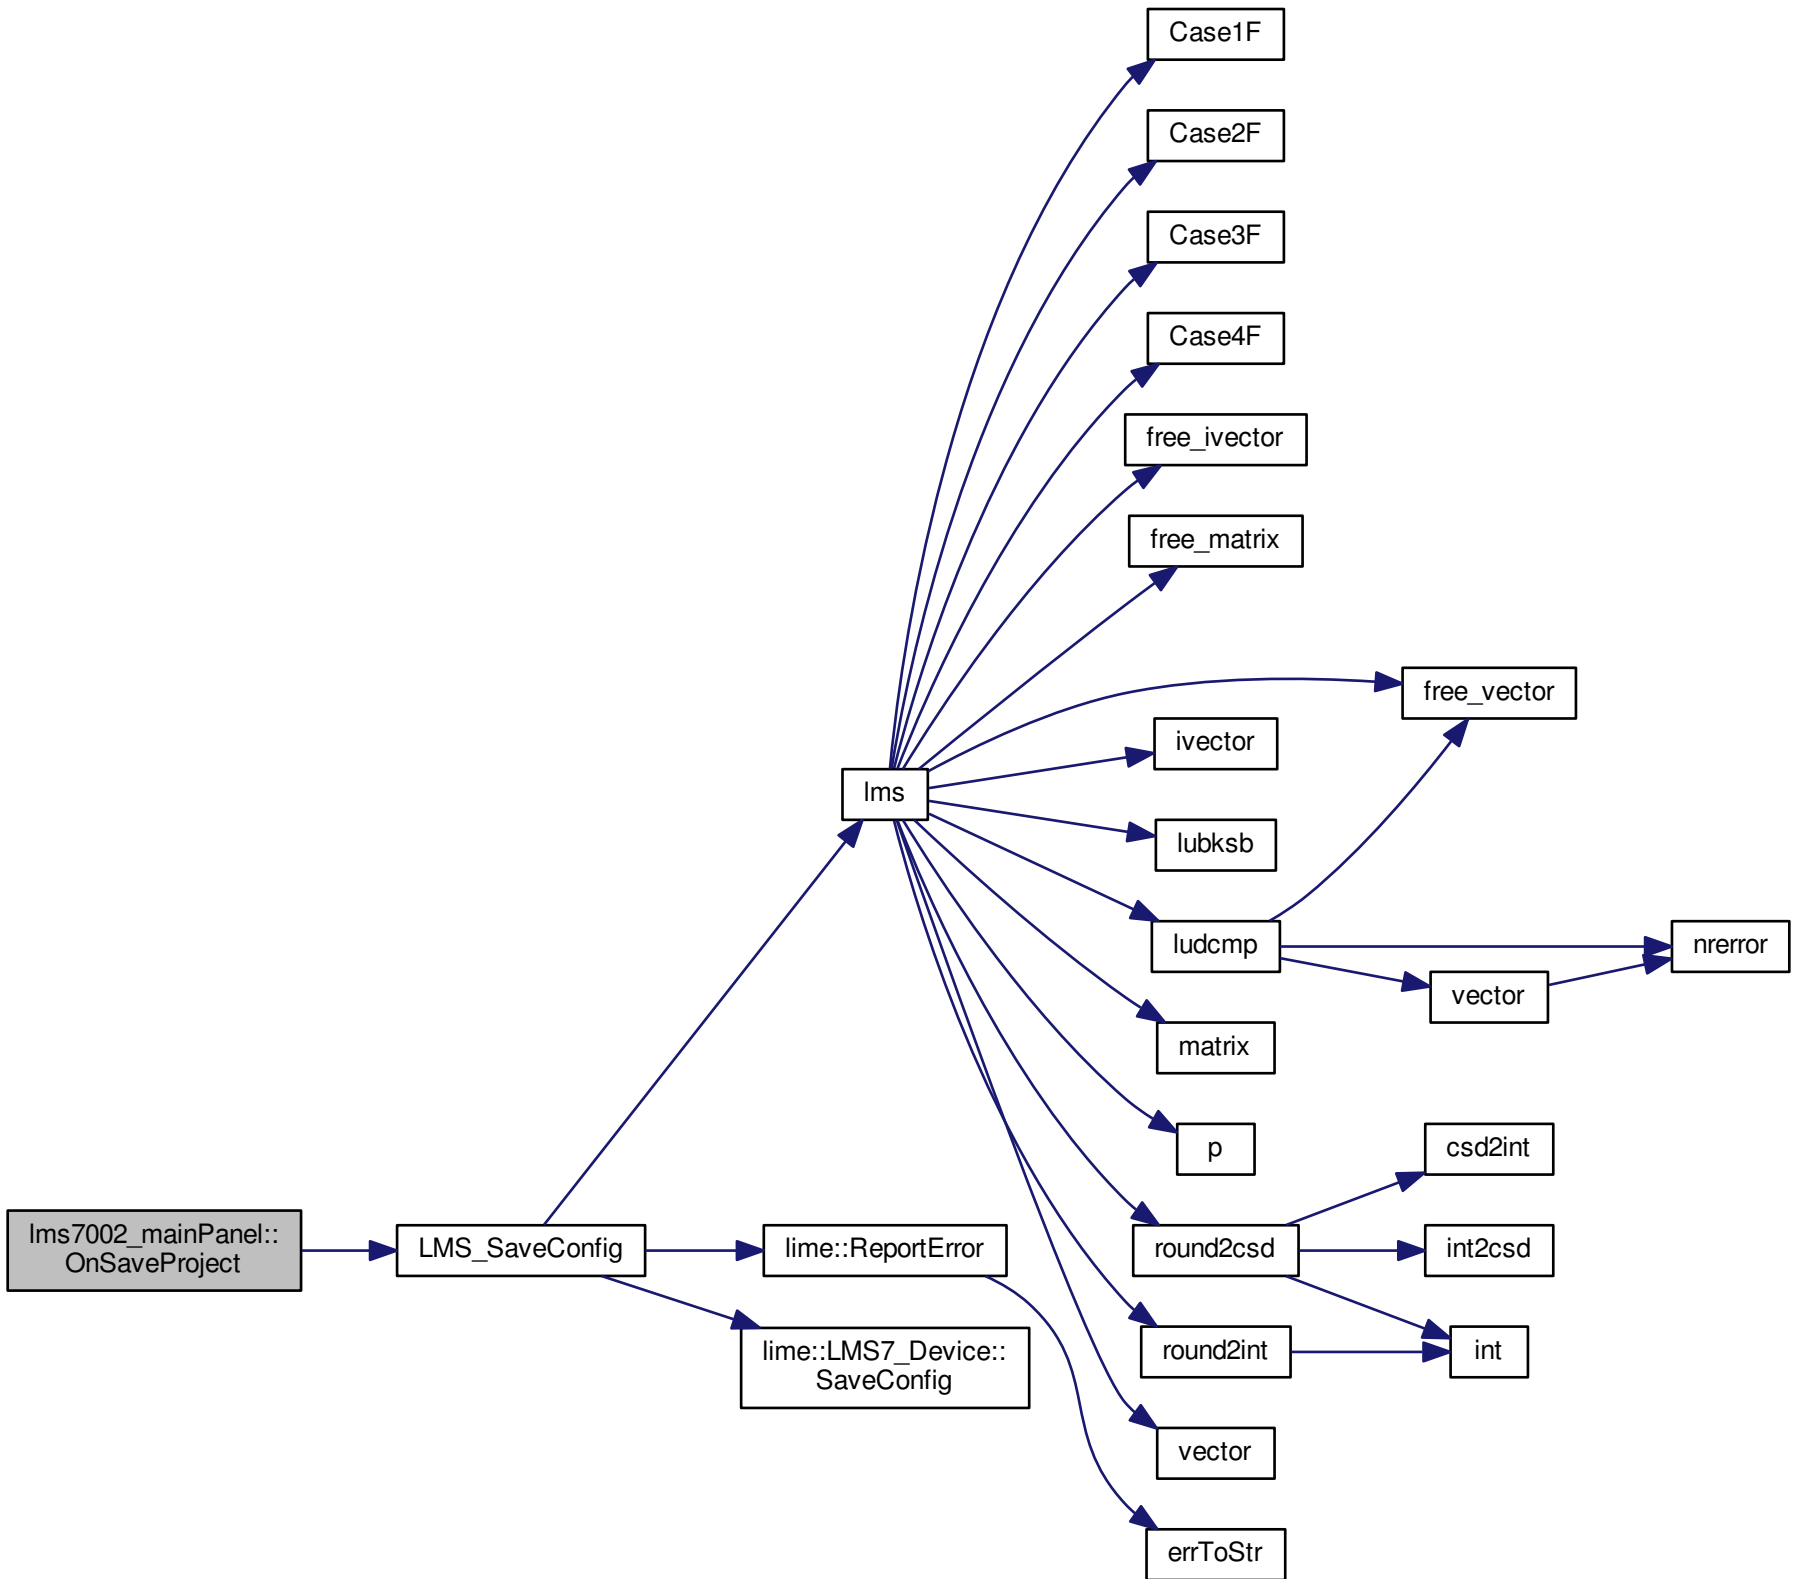 Case1F
Case2F
Case3F
Case4F
free_ivector
free_matrix
free_vector
ivector
lms
lubksb
ludcmp
nrerror
vector
matrix
p
csd2int
lms7002_mainPanel::
OnSaveProject
LMS_SaveConfig
lime::ReportError
round2csd
int2csd
lime::LMS7_Device::
SaveConfig
round2int
int
vector
errToStr